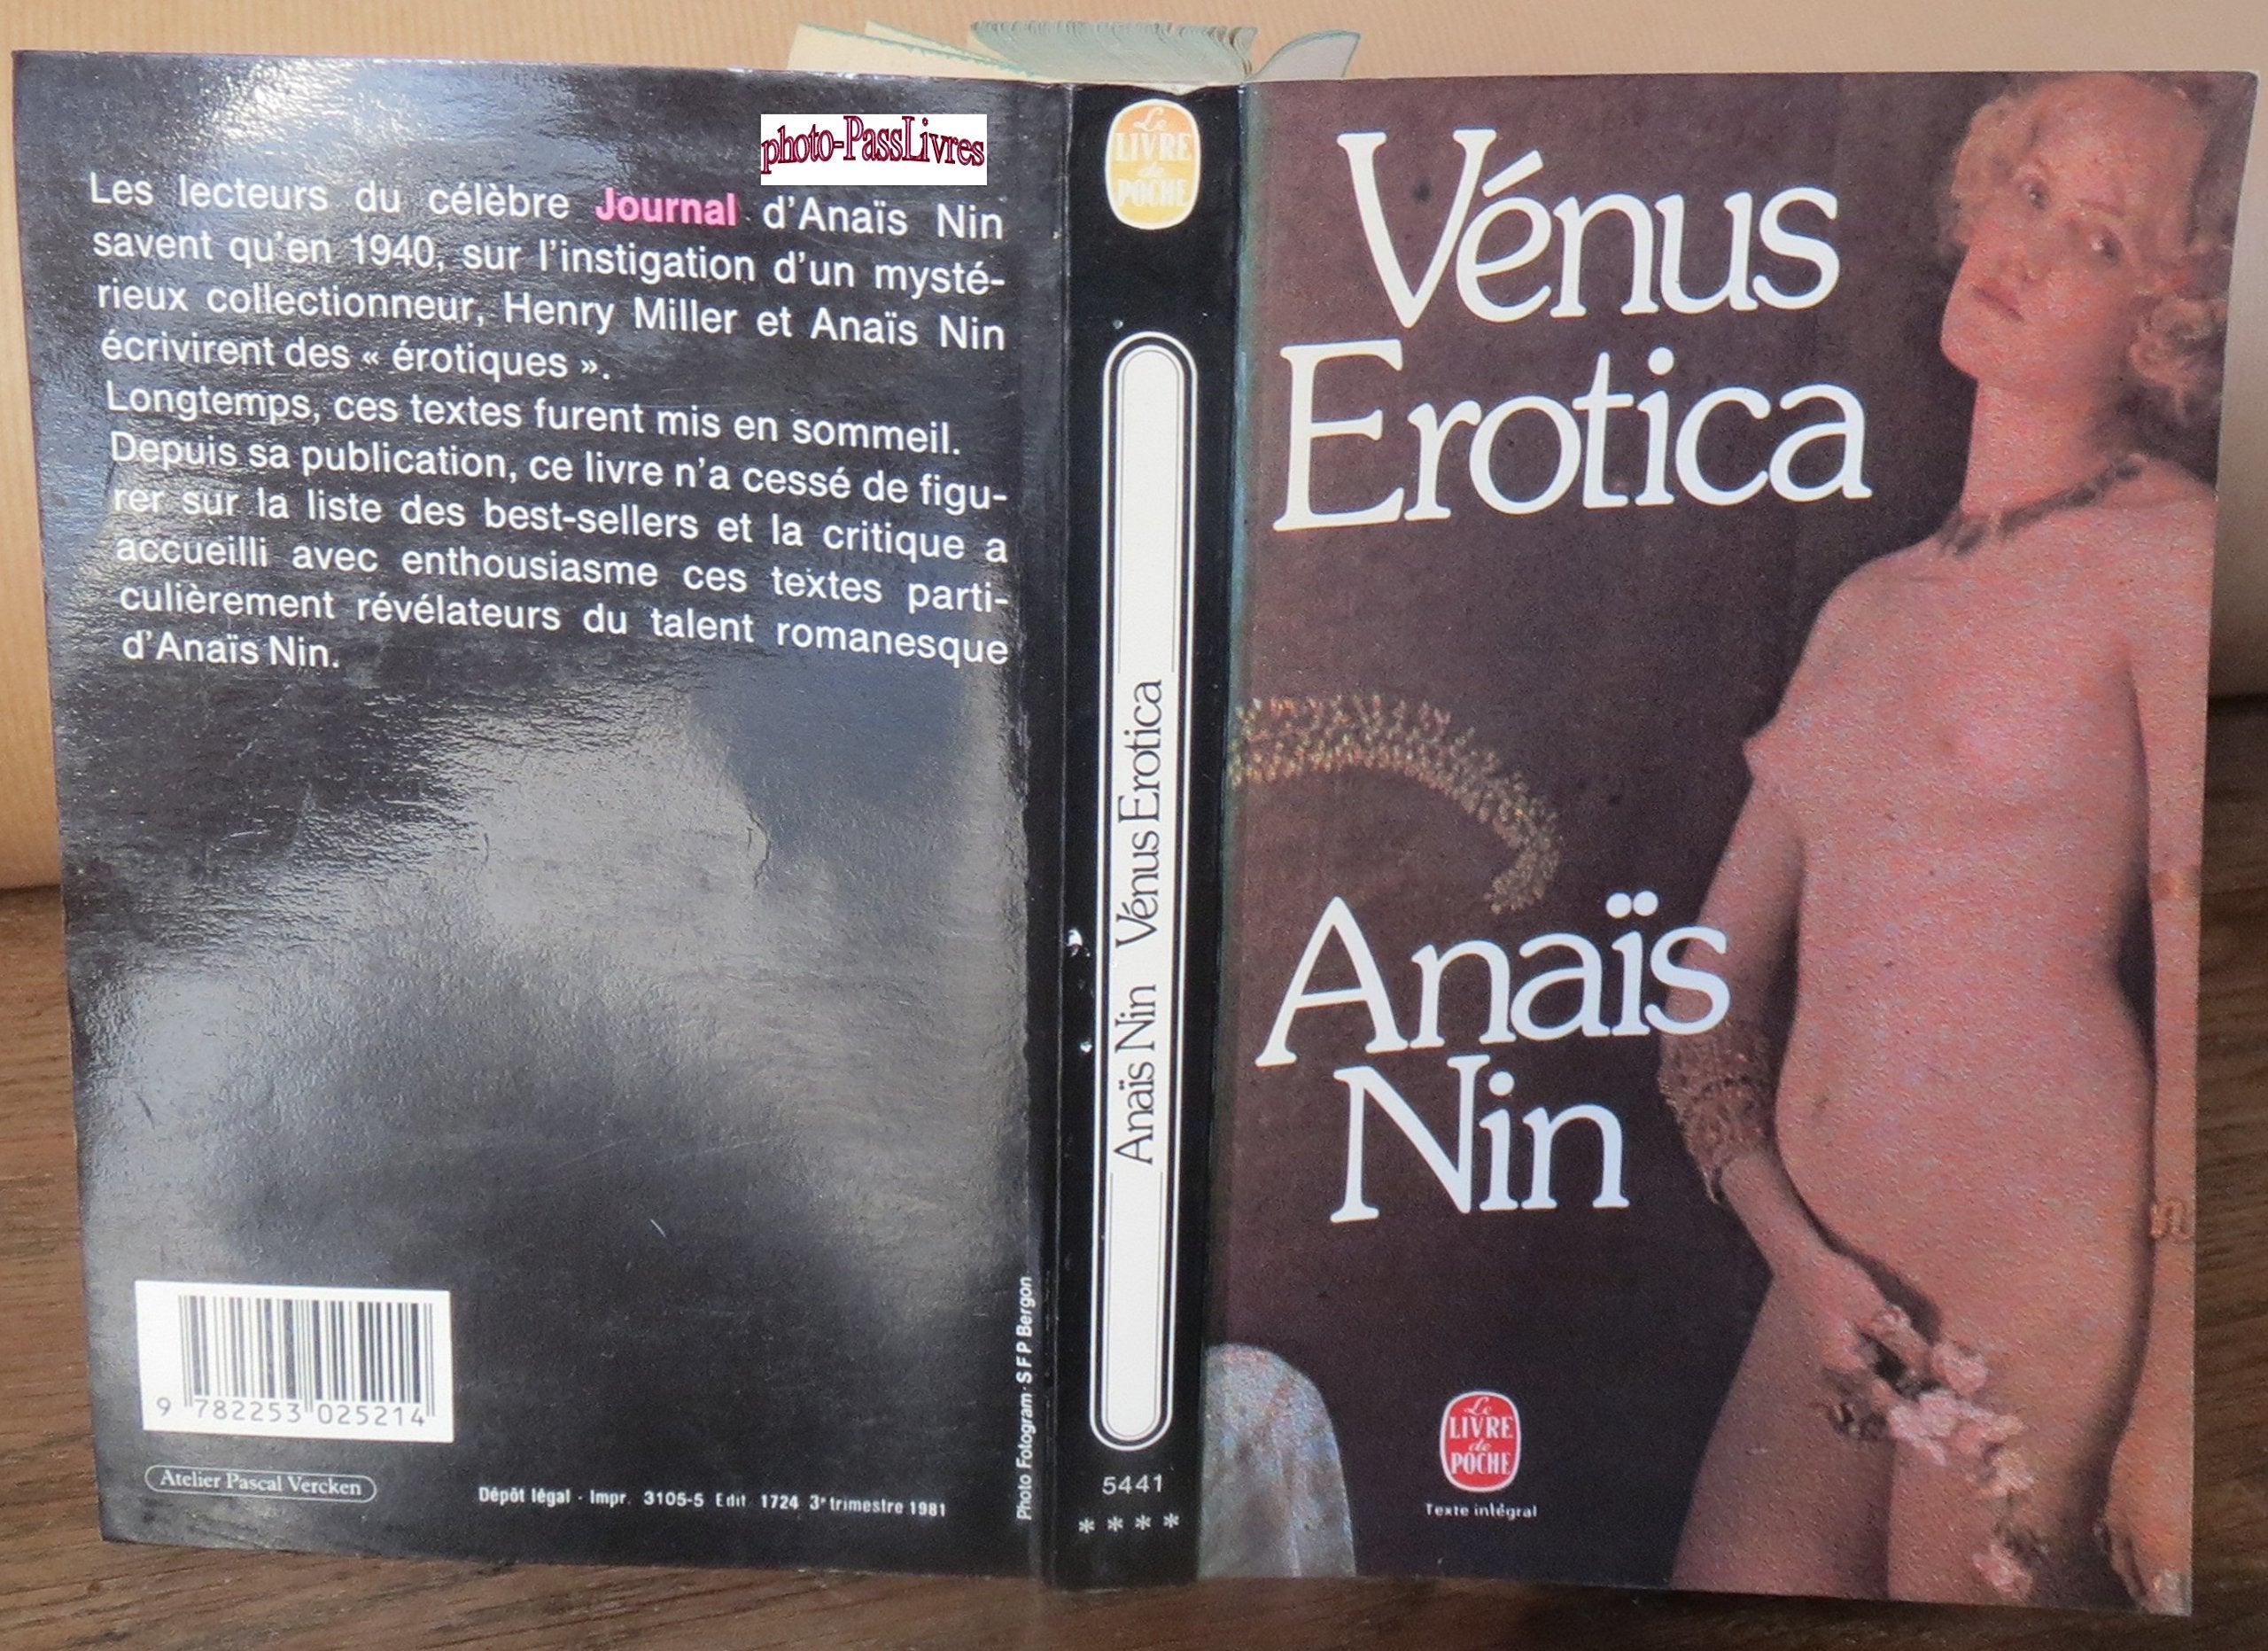 photo-PassLivres
Les lecteurs du célèbre Journal d'Anaïs Nin
savent qu'en 1940, sur l'instigation d'un mysté-
rieux collectionneur, Henry Miller et Anaïs Nin
écrivirent des « érotiques ».
Longtemps, ces textes furent mis en sommeil.
Depuis sa publication, ce livre n'a cessé de figu-
rer sur la liste des best-sellers et la critique a
accueilli avec enthousiasme ces textes parti-
culièrement révélateurs du talent romanesque
d'Anaïs Nin.
9 782253 025214
Atelier Pascal Vercken
Dépôt légal - Impr. 3105-5 Edit 1724 3e trimestre 1981
Photo Fotogram - S F P Bergon
Le
LIVRE
de
POCHE
Anaïs Nin Vénus Erotica
5441
****
Vénus
Erotica
Anaïs
Nin
Le
LIVRE
de
POCHE
Texte intégral